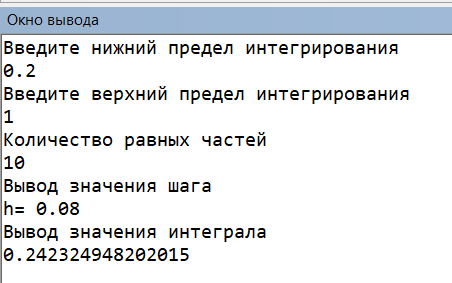 Окно вывода
Введите нижний предел интегрирования
0.2
Введите верхний предел интегрирования
1
Количество равных частей
10
Вывод значения шага
h= 0.08
Вывод значения интеграла
0.242324948202015